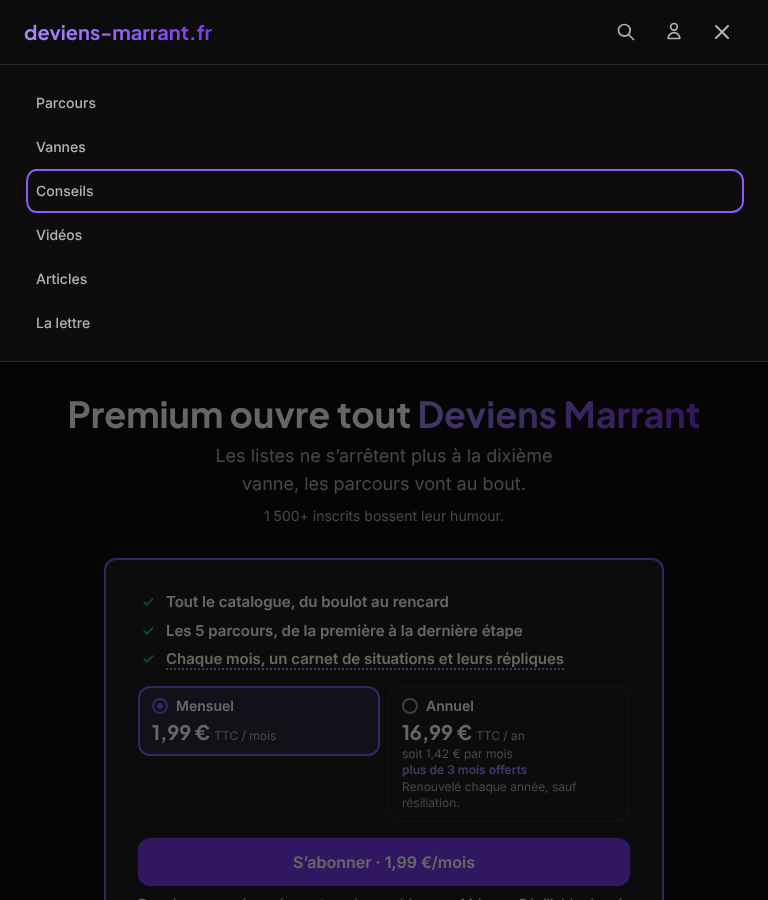 deviens-marrant.fr
Parcours
Vannes
Conseils
Vidéos
Articles
La lettre
Premium ouvre tout Deviens Marrant
Les listes ne s’arrêtent plus à la dixième
vanne, les parcours vont au bout.
1 500+ inscrits bossent leur humour.
Tout le catalogue, du boulot au rencard
Les 5 parcours, de la première à la dernière étape
Chaque mois, un carnet de situations et leurs répliques
Mensuel
1,99 € TTC / mois
Annuel
16,99 € TTC / an
soit 1,42 € par mois
plus de 3 mois offerts
Renouvelé chaque année, sauf
résiliation.
S’abonner · 1,99 €/mois